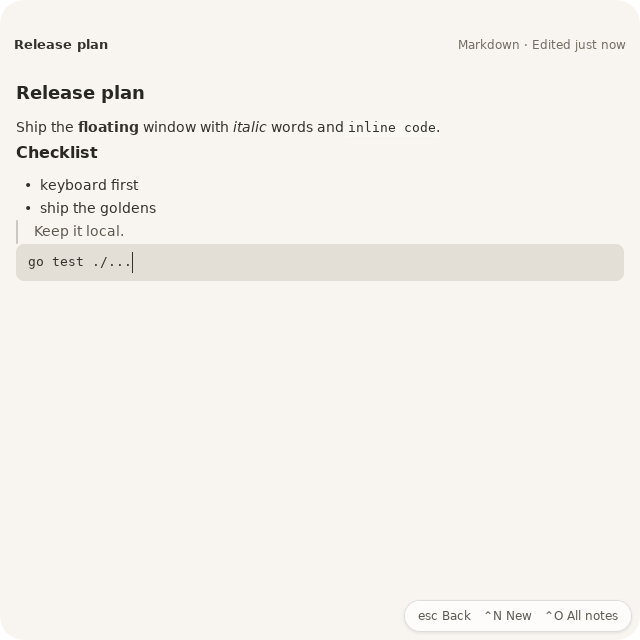 Release plan
Markdown · Edited just now
Release plan
Ship the floating window with italic words and inline code.
Checklist
• keyboard first
• ship the goldens
Keep it local.
go test ./...
esc Back ⌃N New ⌃O All notes